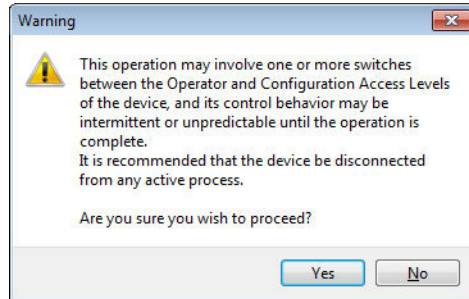 Warning
This operation may involve one or more switches
between the Operator and Configuration Access Levels
of the device, and its control behavior may be
intermittent or unpredictable until the operation is
complete.
It is recommended that the device be disconnected
from any active process.
Are you sure you wish to proceed?
Yes
No